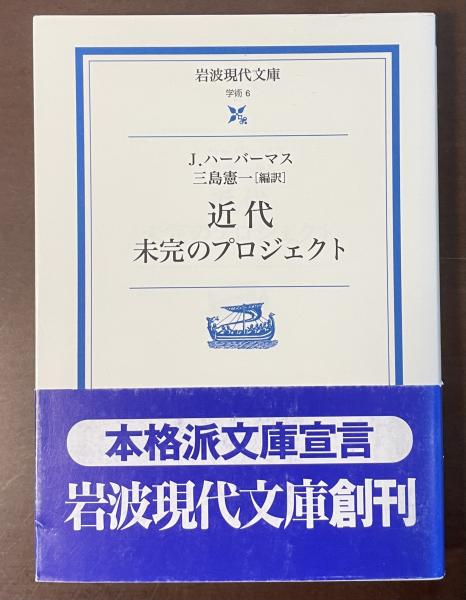 岩波現代文庫
学術 6
J.ハーバーマス
三島憲一[編訳]
近代
未完のプロジェクト
本格派文庫宣言
岩波現代文庫創刊